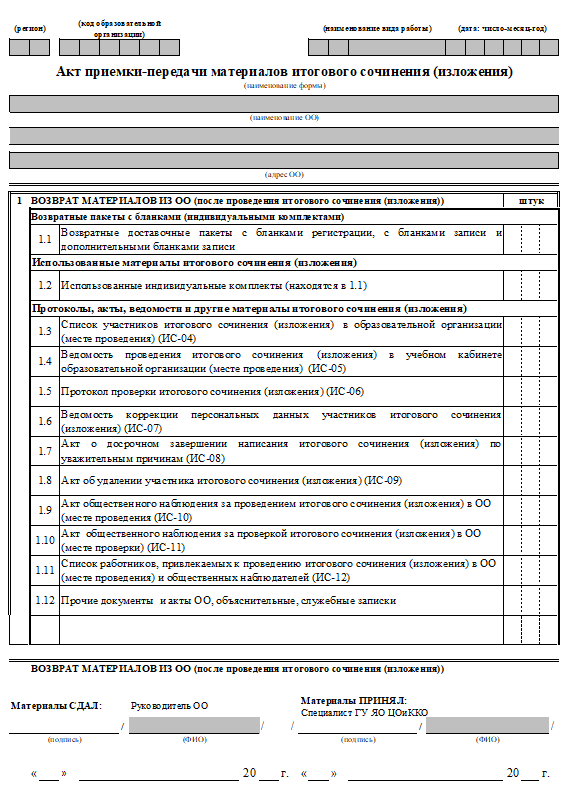 (регион) (код образовательной организации) (наименование вида работы) (дата: число-месяц-год)
Акт приемки-передачи материалов итогового сочинения (изложения)
(наименование формы)
(наименование ОО)
(адрес ОО)
1 ВОЗВРАТ МАТЕРИАЛОВ ИЗ ОО (после проведения итогового сочинения (изложения)) штук
Возвратные пакеты с бланками (индивидуальными комплектами)
1.1 Возвратные доставочные пакеты с бланками регистрации, с бланками записи и
дополнительными бланками записи
Использованные материалы итогового сочинения (изложения)
1.2 Использованные индивидуальные комплекты (находятся в 1.1)
Протоколы, акты, ведомости и другие материалы итогового сочинения (изложения)
1.3 Список участников итогового сочинения (изложения) в образовательной организации
(месте проведения) (ИС-04)
1.4 Ведомость проведения итогового сочинения (изложения) в учебном кабинете
образовательной организации (месте проведения) (ИС-05)
1.5 Протокол проверки итогового сочинения (изложения) (ИС-06)
1.6 Ведомость коррекции персональных данных участников итогового сочинения
(изложения) (ИС-07)
1.7 Акт о досрочном завершении написания итогового сочинения (изложения) по
уважительным причинам (ИС-08)
1.8 Акт об удалении участника итогового сочинения (изложения) (ИС-09)
1.9 Акт общественного наблюдения за проведением итогового сочинения (изложения) в ОО
(месте проведения (ИС-10)
1.10 Акт общественного наблюдения за проверкой итогового сочинения (изложения) в ОО
(месте проверки) (ИС-11)
1.11 Список работников, привлекаемых к проведению итогового сочинения (изложения) в ОО
(месте проведения) и общественных наблюдателей (ИС-12)
1.12 Прочие документы и акты ОО, объяснительные, служебные записки
ВОЗВРАТ МАТЕРИАЛОВ ИЗ ОО (после проведения итогового сочинения (изложения))
Материалы СДАЛ: Руководитель ОО Материалы ПРИНЯЛ:
Специалист ГУ ЯО ЦОиККО
/ / / /
(подпись) (ФИО) (подпись) (ФИО)
« ___ » ______ 20 __ г. « ___ » ______ 20 __ г.